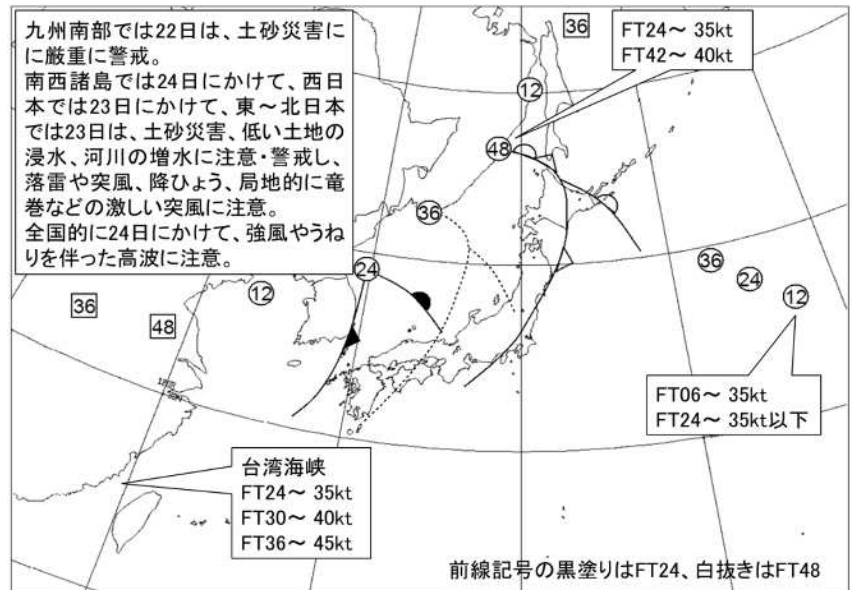 九州南部では22日は、土砂災害に
に厳重に警戒。
南西諸島では24日にかけて、西日
本では23日にかけて、東～北日本
では23日は、土砂災害、低い土地の
浸水、河川の増水に注意・警戒し、
落雷や突風、降ひょう、局地的に竜
巻などの激しい突風に注意。
全国的に24日にかけて、強風やうね
りを伴った高波に注意。
36
FT24～ 35kt
FT42～ 40kt
12
48
36
24
12
36
48
36
24
12
FT06～ 35kt
FT24～ 35kt以下
台湾海峡
FT24～ 35kt
FT30～ 40kt
FT36～ 45kt
前線記号の黒塗りはFT24、白抜きはFT48